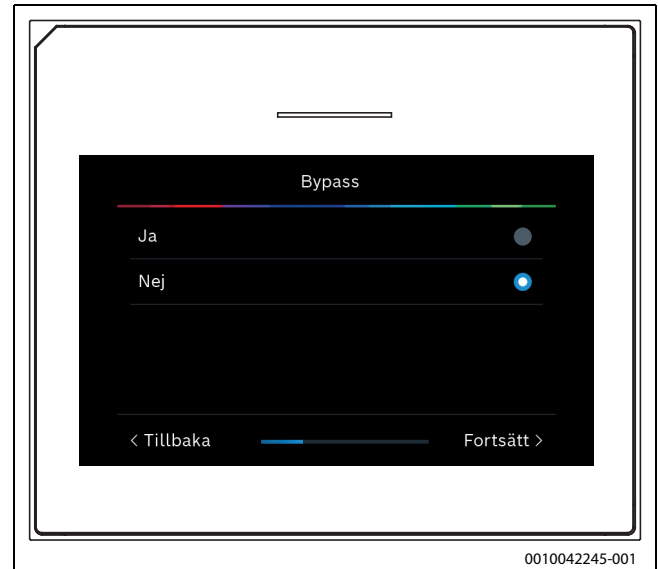 Bypass
Ja
Nej
< Tillbaka
Fortsätt >
0010042245-001